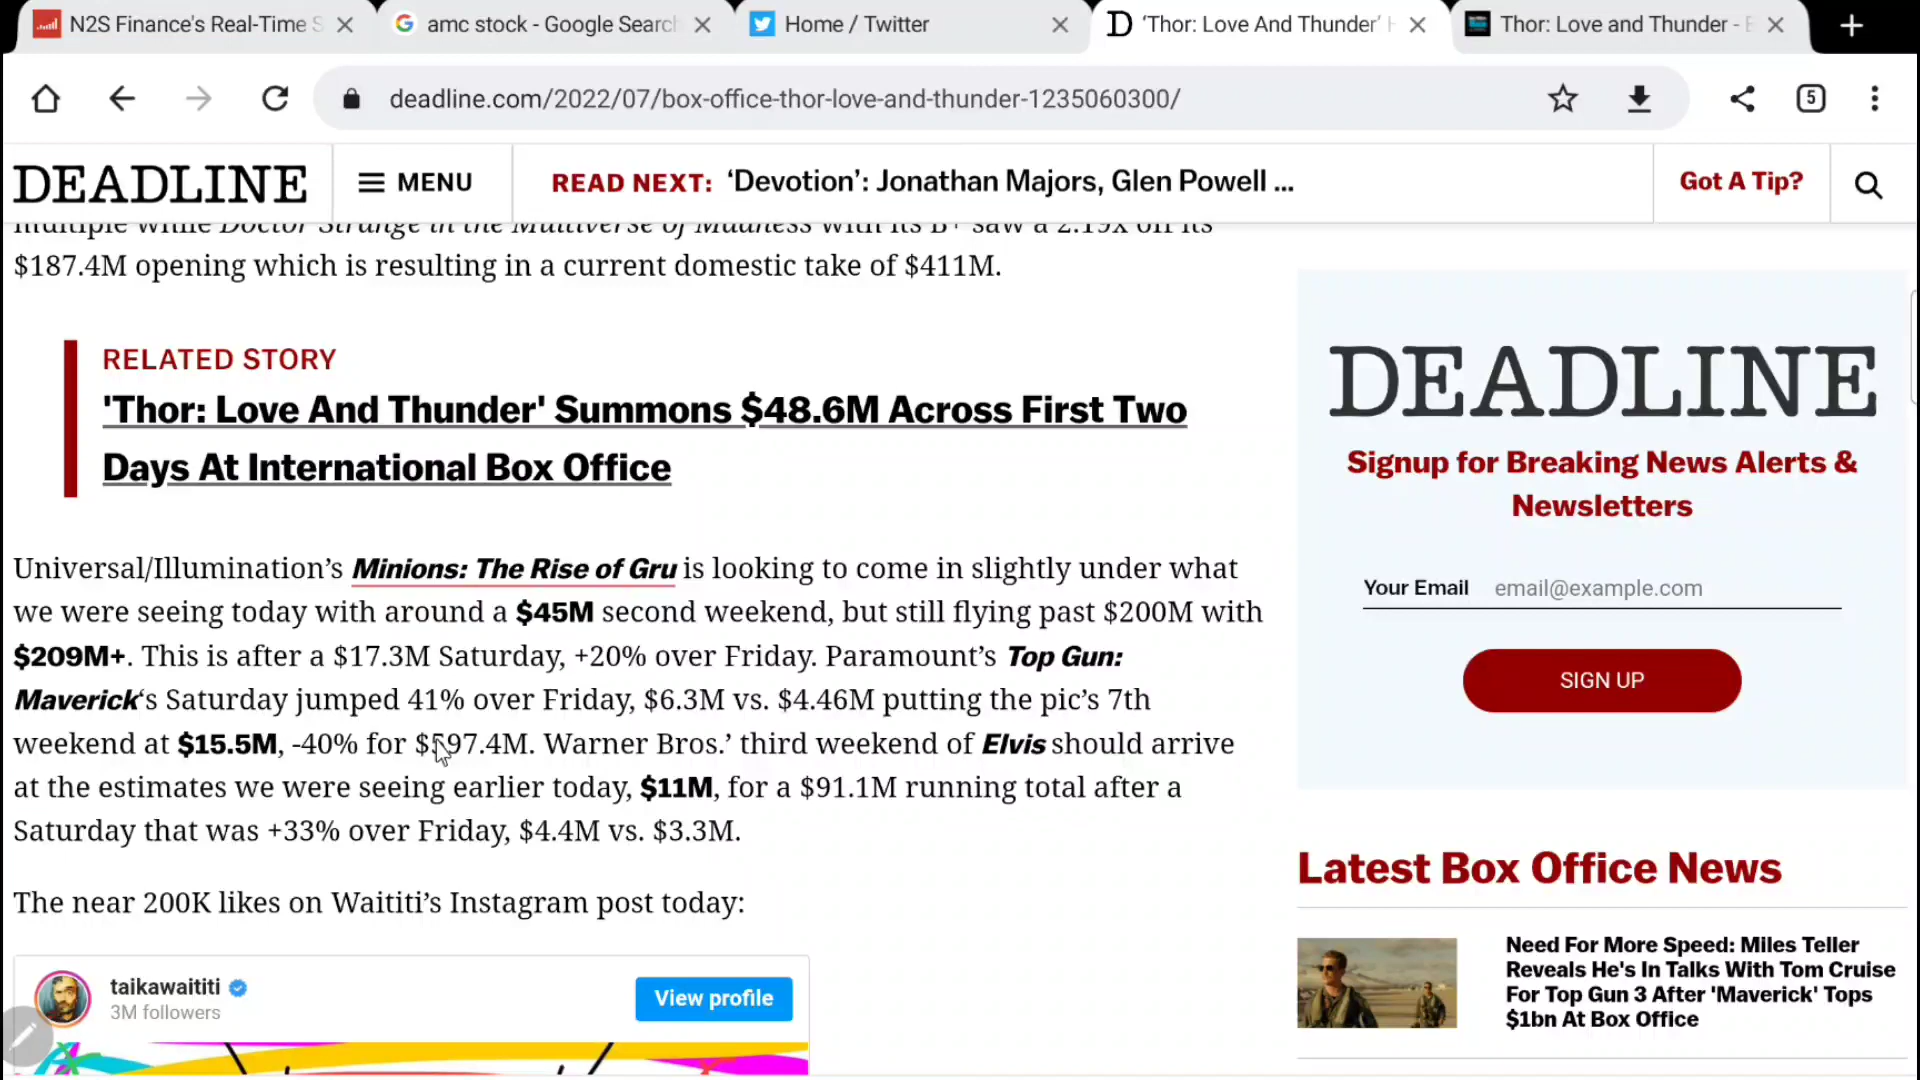 N2S Finance's Real-Time S
amc stock - Google Search
Home / Twitter
'Thor: Love And Thunder' H
Thor: Love and Thunder - B
deadline.com/2022/07/box-office-thor-love-and-thunder-1235060300/
5
DEADLINE
MENU
READ NEXT: ‘Devotion’: Jonathan Majors, Glen Powell ...
Got A Tip?
multiple while Doctor Strange in the Multiverse of Madness with its B+ saw a 2.19x off its
$187.4M opening which is resulting in a current domestic take of $411M.
RELATED STORY
'Thor: Love And Thunder' Summons $48.6M Across First Two
Days At International Box Office
Universal/Illumination’s Minions: The Rise of Gru is looking to come in slightly under what
we were seeing today with around a $45M second weekend, but still flying past $200M with
$209M+. This is after a $17.3M Saturday, +20% over Friday. Paramount’s Top Gun:
Maverick‘s Saturday jumped 41% over Friday, $6.3M vs. $4.46M putting the pic’s 7th
weekend at $15.5M, -40% for $597.4M. Warner Bros.’ third weekend of Elvis should arrive
at the estimates we were seeing earlier today, $11M, for a $91.1M running total after a
Saturday that was +33% over Friday, $4.4M vs. $3.3M.
The near 200K likes on Waititi’s Instagram post today:
taikawaititi
3M followers
View profile
DEADLINE
Signup for Breaking News Alerts &
Newsletters
Your Email email@example.com
SIGN UP
Latest Box Office News
Need For More Speed: Miles Teller
Reveals He's In Talks With Tom Cruise
For Top Gun 3 After 'Maverick' Tops
$1bn At Box Office